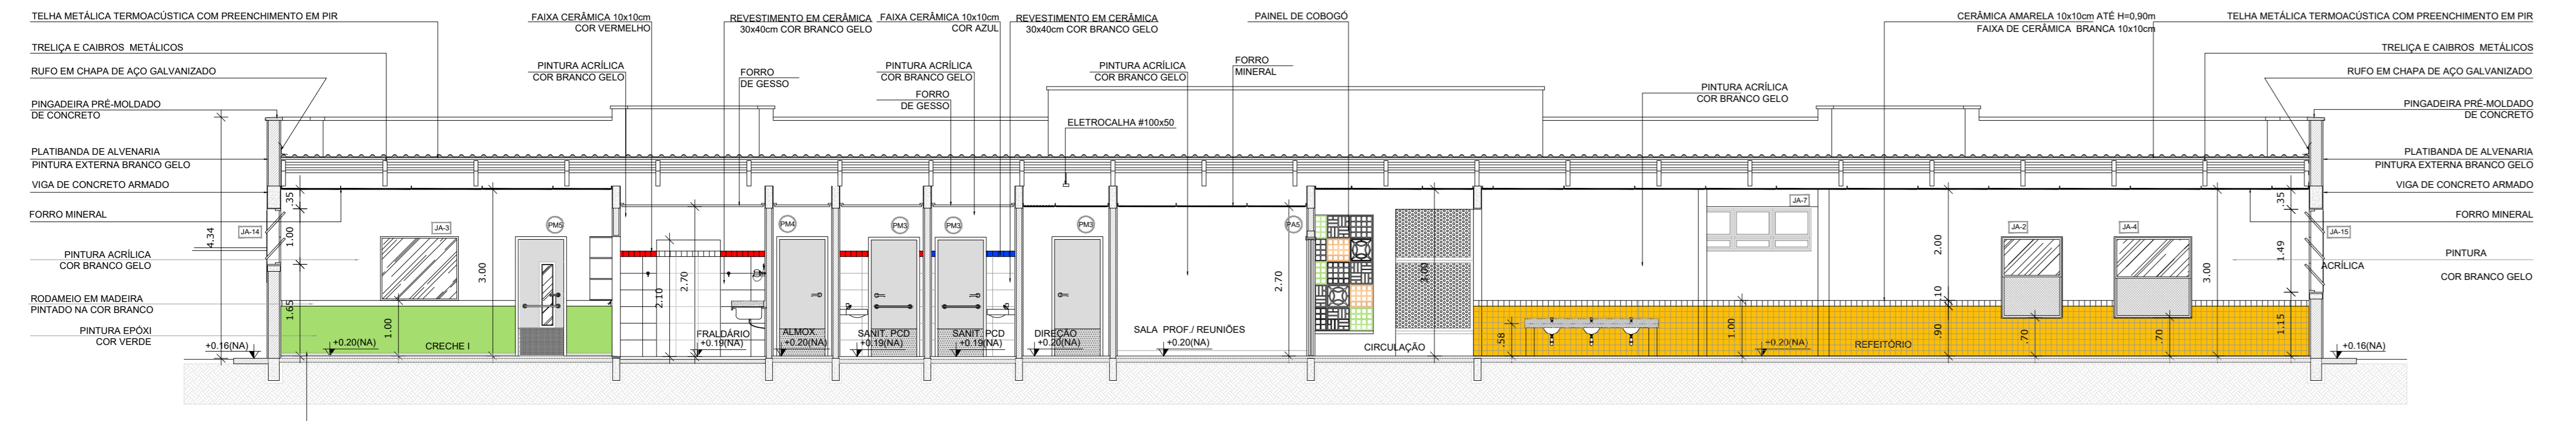 TELHA METÁLICA TERMOACÚSTICA COM PREENCHIMENTO EM PIR
TRELIÇA E CAIBROS METÁLICOS
RUFO EM CHAPA DE AÇO GALVANIZADO
PINGADEIRA PRÉ-MOLDADO
DE CONCRETO
PLATIBANDA DE ALVENARIA
PINTURA EXTERNA BRANCO GELO
VIGA DE CONCRETO ARMADO
FORRO MINERAL
PINTURA ACRÍLICA
COR BRANCO GELO
RODAMEIO EM MADEIRA
PINTADO NA COR BRANCO
PINTURA EPÓXI
COR VERDE
FAIXA CERÂMICA 10x10cm
COR VERMELHO
REVESTIMENTO EM CERÂMICA
30x40cm COR BRANCO GELO
FAIXA CERÂMICA 10x10cm
COR AZUL
REVESTIMENTO EM CERÂMICA
30x40cm COR BRANCO GELO
PAINEL DE COBOGÓ
PINTURA ACRÍLICA
COR BRANCO GELO
FORRO
DE GESSO
PINTURA ACRÍLICA
COR BRANCO GELO
FORRO
DE GESSO
PINTURA ACRÍLICA
COR BRANCO GELO
FORRO
MINERAL
ELETROCALHA #100x50
PINTURA ACRÍLICA
COR BRANCO GELO
CERÂMICA AMARELA 10x10cm ATÉ H=0,90m
FAIXA DE CERÂMICA BRANCA 10x10cm
TELHA METÁLICA TERMOACÚSTICA COM PREENCHIMENTO EM PIR
TRELIÇA E CAIBROS METÁLICOS
RUFO EM CHAPA DE AÇO GALVANIZADO
PINGADEIRA PRÉ-MOLDADO
DE CONCRETO
PLATIBANDA DE ALVENARIA
PINTURA EXTERNA BRANCO GELO
VIGA DE CONCRETO ARMADO
FORRO MINERAL
PINTURA
ACRÍLICA
COR BRANCO GELO
4.34
JA-14
.35
1.00
1.65
JA-3
1.00
3.00
PM5
2.10
2.70
PM4
PM3
PM3
PM3
2.70
PA5
3.00
JA-7
.58
1.00
2.00
.10
.90
JA-2
.70
JA-4
.70
3.00
.35
1.49
1.15
JA-15
+0.16(NA)
+0.20(NA)
CRECHE I
FRALDÁRIO
+0.19(NA)
ALMOX.
+0.20(NA)
SANIT. PCD
+0.19(NA)
SANIT. PCD
+0.19(NA)
DIREÇÃO
+0.20(NA)
SALA PROF./ REUNIÕES
+0.20(NA)
CIRCULAÇÃO
+0.20(NA)
REFEITÓRIO
+0.16(NA)